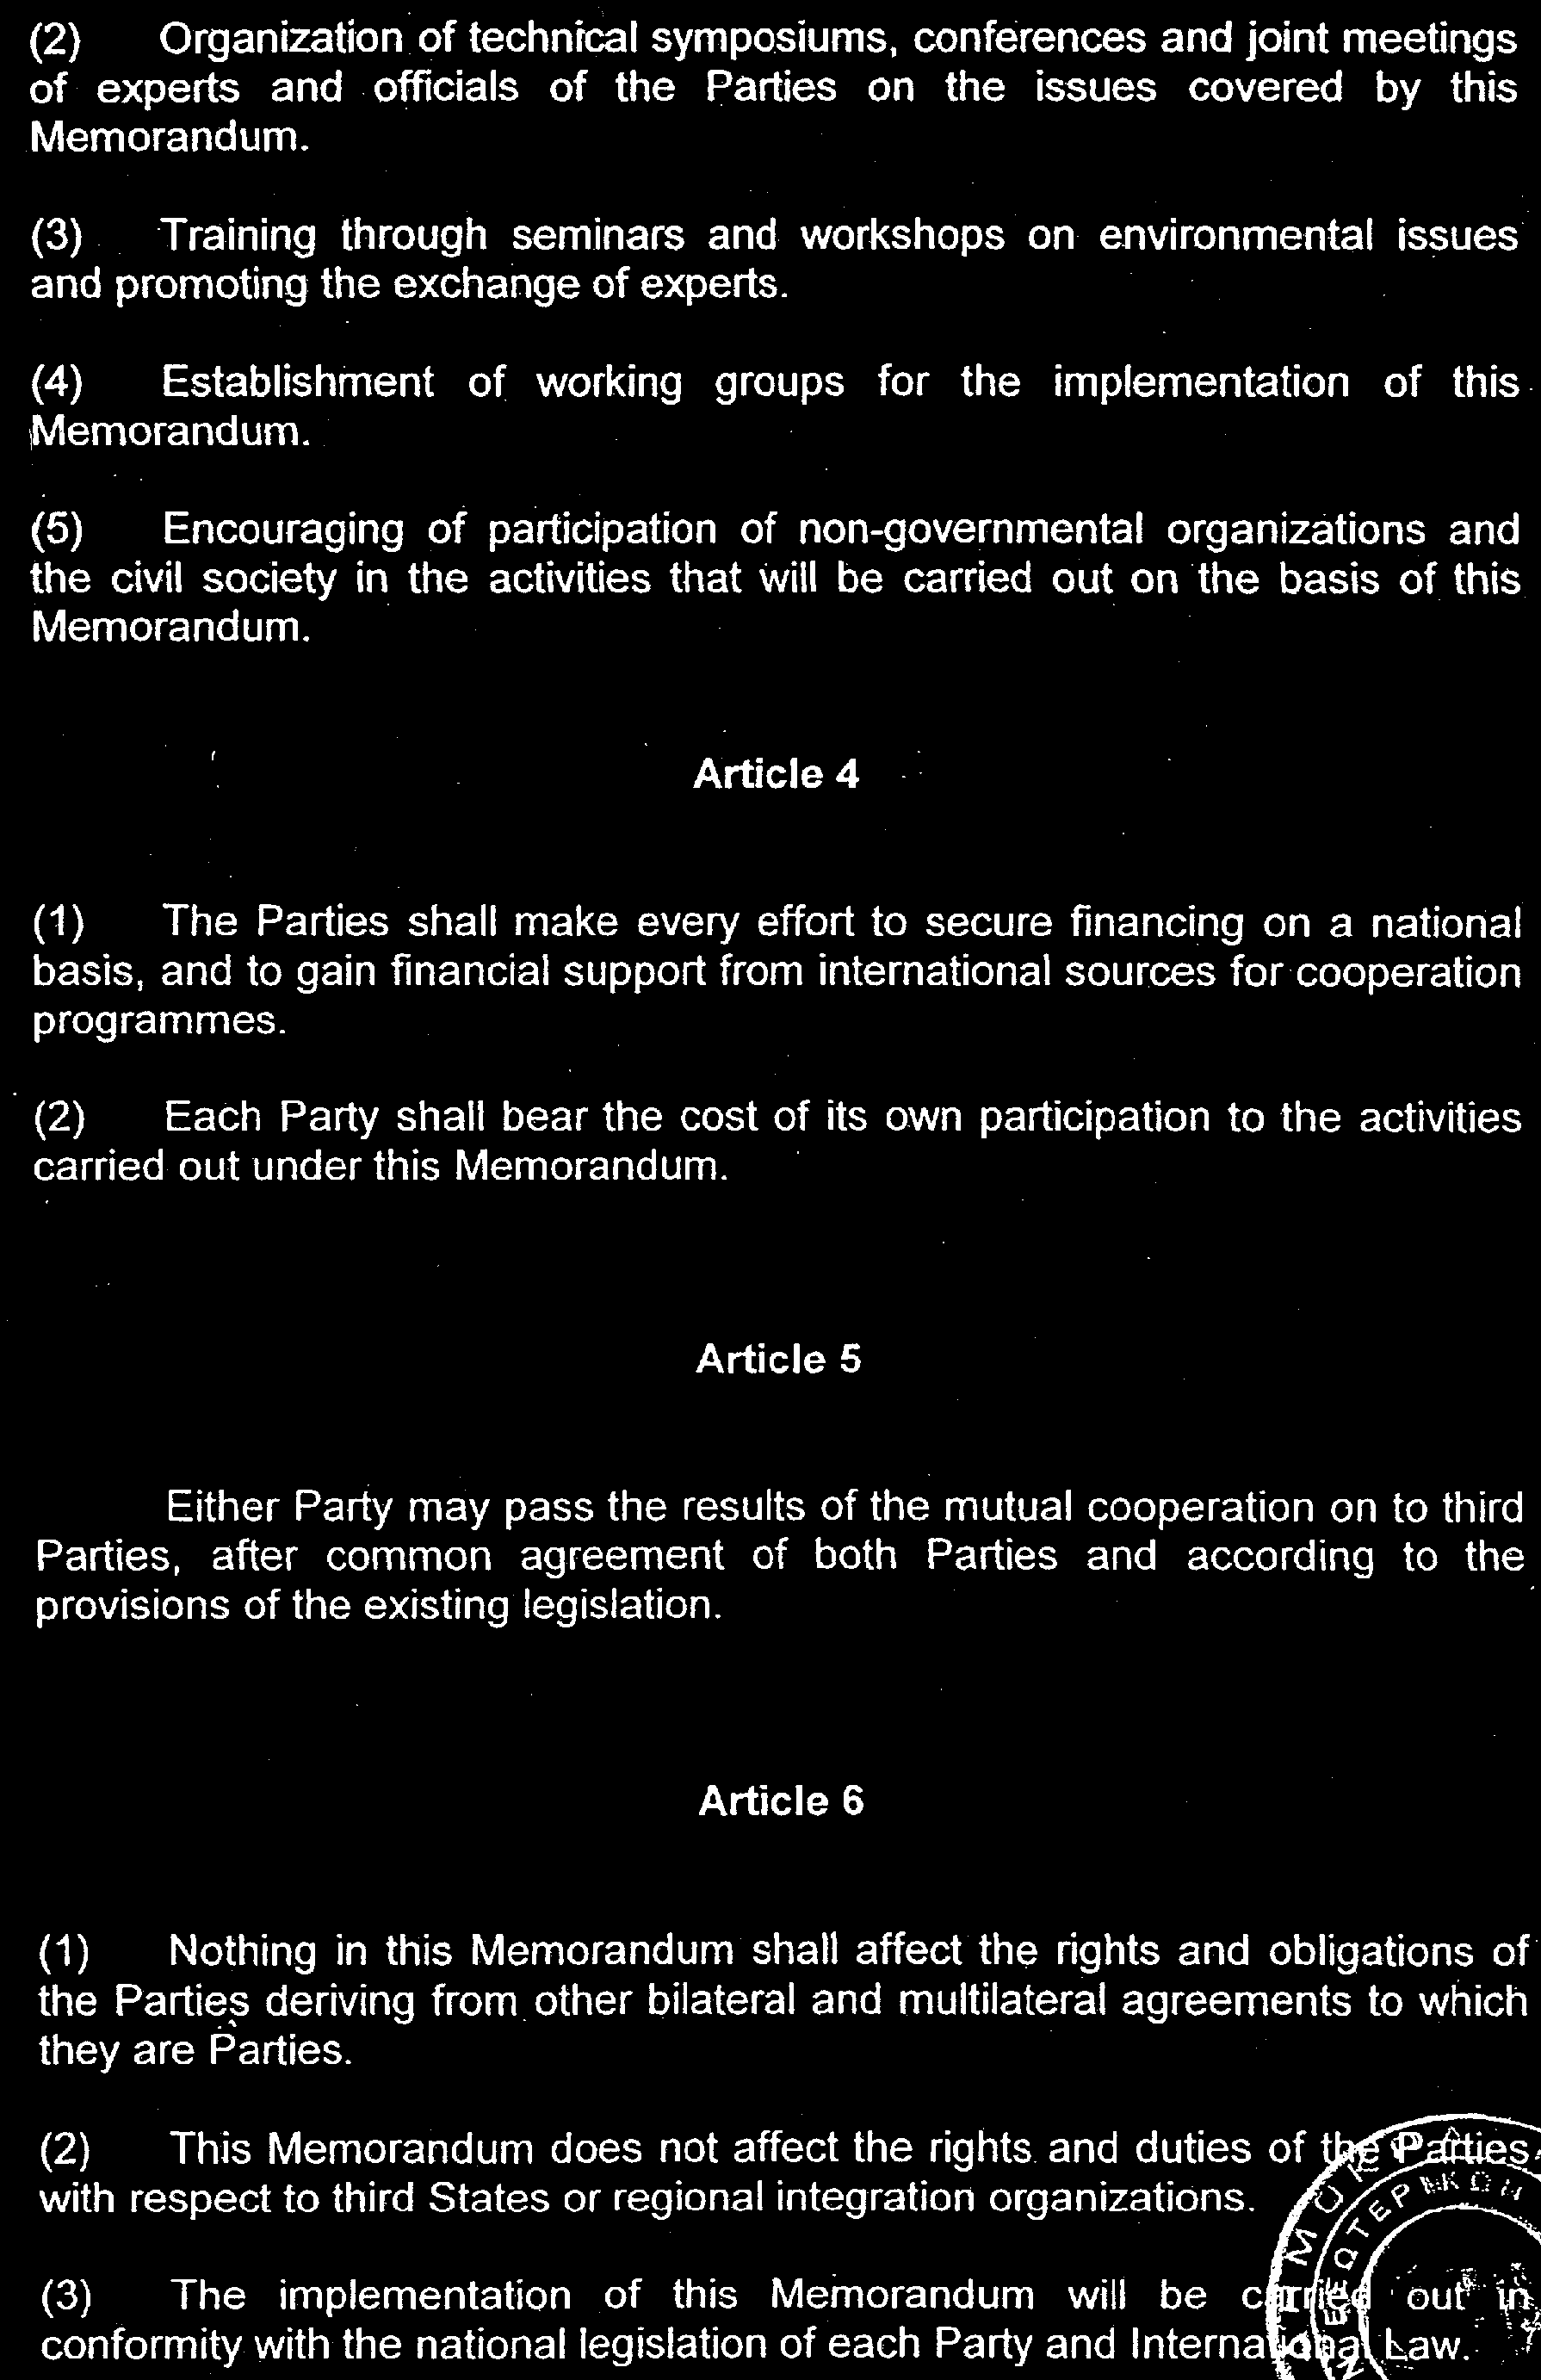 (2) Organization of technical symposiums, conferences and joint meetings
of experts and officials of the Parties on the issues covered by this
Memorandum.
(3) Training through seminars and workshops on environmental issues
and promoting the exchange of experts.
(4) Establishment of working groups for the implementation of this
Memorandum.
(5) Encouraging of participation of non-governmental organizations and
the civil society in the activities that will be carried out on the basis of this
Memorandum.
Article 4
(1) The Parties shall make every effort to secure financing on a national
basis, and to gain financial support from international sources for cooperation
programmes.
(2) Each Party shall bear the cost of its own participation to the activities
carried out under this Memorandum.
Article 5
Either Party may pass the results of the mutual cooperation on to third
Parties, after common agreement of both Parties and according to the
provisions of the existing legislation.
Article 6
(1) Nothing in this Memorandum shall affect the rights and obligations of
the Parties deriving from other bilateral and multilateral agreements to which
they are Parties.
(2) This Memorandum does not affect the rights and duties of the Parties
with respect to third States or regional integration organizations.
(3) The implementation of this Memorandum will be carried out in
conformity with the national legislation of each Party and International Law.